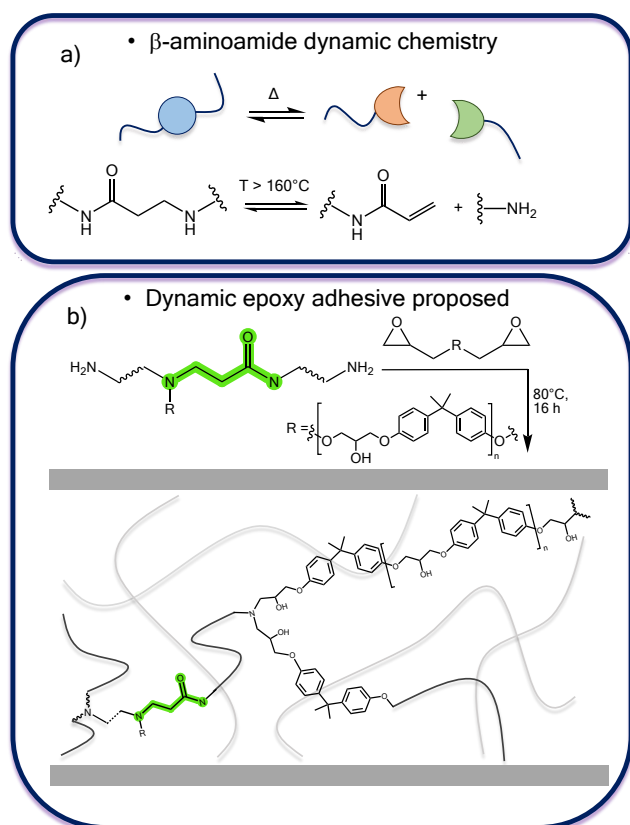 • β-aminoamide dynamic chemistry
a)
Δ
+
O
T > 160°C
O
N
H
N
H
N
H
+
NH2
• Dynamic epoxy adhesive proposed
b)
O
O
O
R
H2N
N
N
NH2
R
80°C,
16 h
R =
O
O
O
OH
n
O
O
O
n
O
OH
OH
OH
N
OH
O
O
O
N
N
N
R